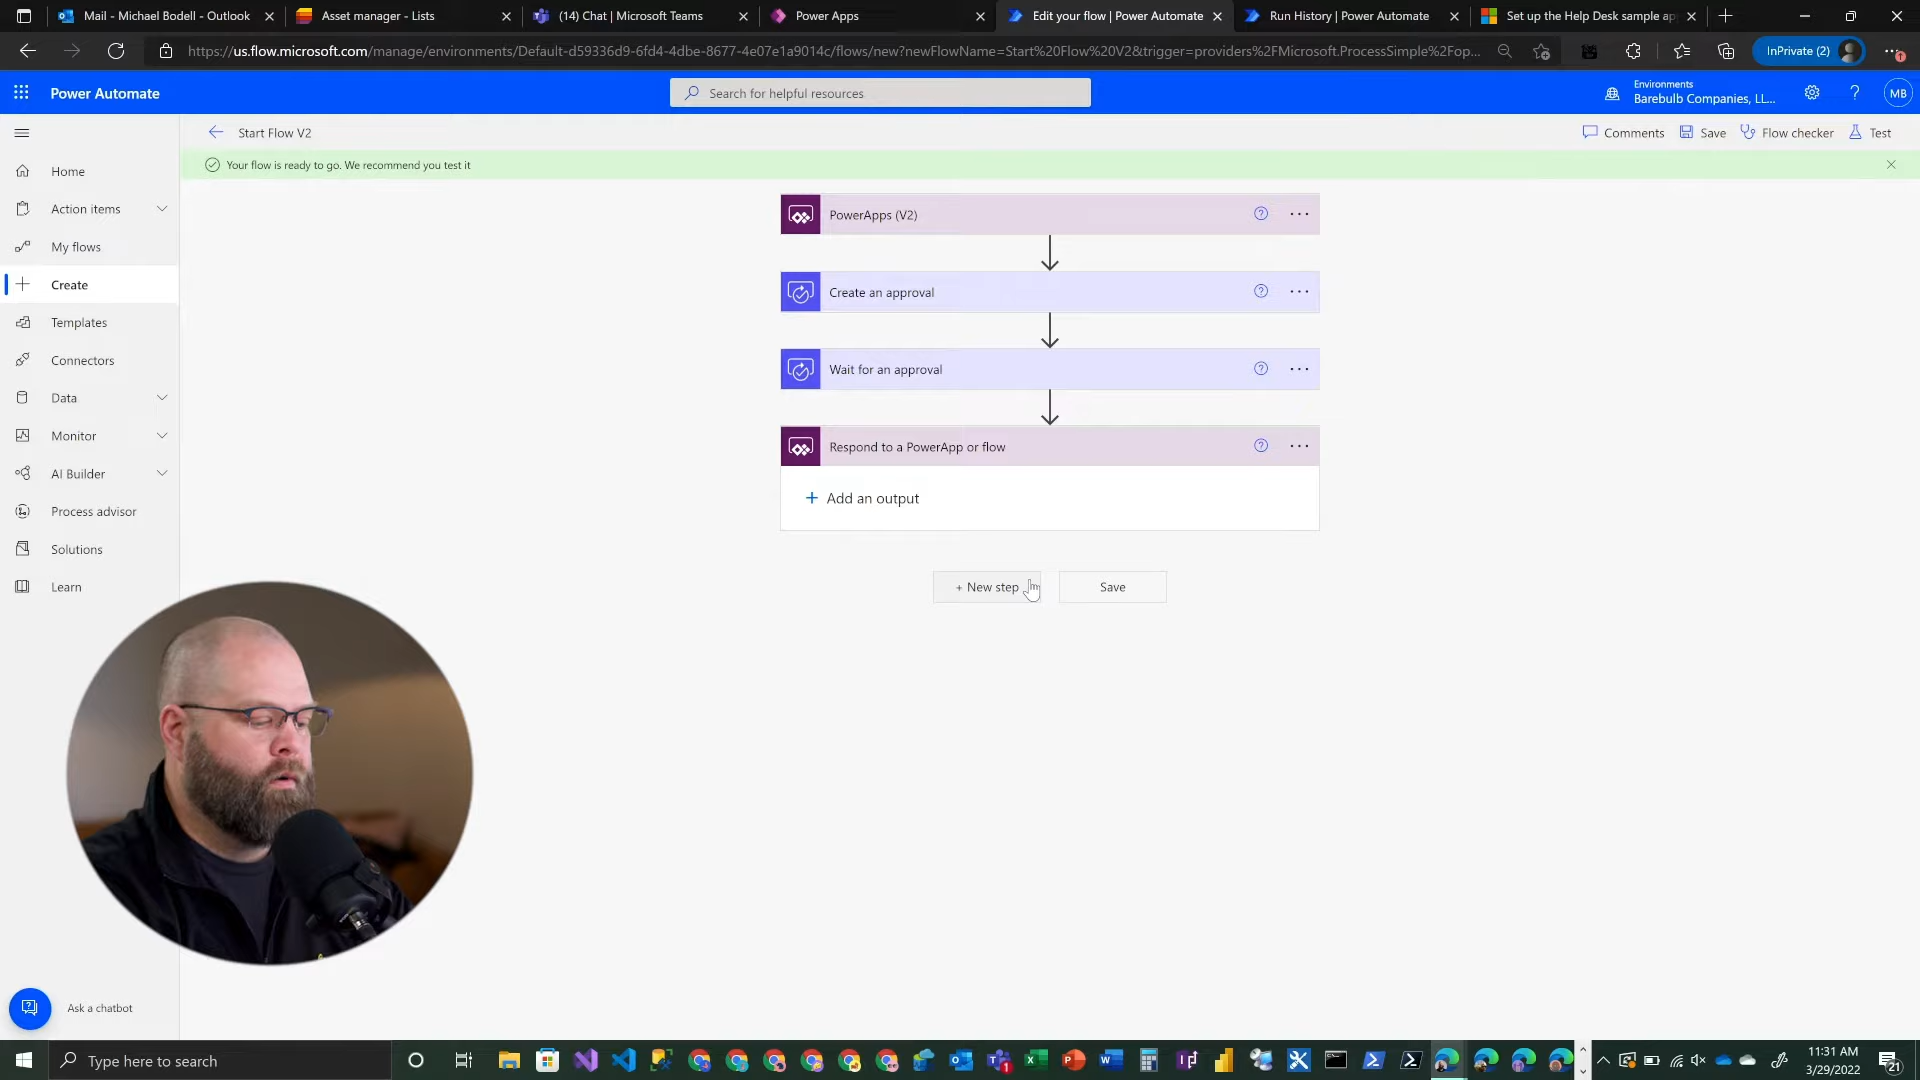 Mail - Michael Bodell - Outlook
Asset manager - Lists
(14) Chat | Microsoft Teams
Power Apps
Edit your flow | Power Automate
Run History | Power Automate
Set up the Help Desk sample ap
https://us.flow.microsoft.com/manage/environments/Default-d59336d9-6fd4-4dbe-8677-4e07e1a9014c/flows/new?newFlowName=Start%20Flow%20V2&trigger=providers%2FMicrosoft.ProcessSimple%2Fop...
InPrivate (2)
Power Automate
Search for helpful resources
Environments
Barebulb Companies, LL...
MB
Start Flow V2
Comments
Save
Flow checker
Test
Your flow is ready to go. We recommend you test it
Home
Action items
My flows
Create
Templates
Connectors
Data
Monitor
AI Builder
Process advisor
Solutions
Learn
PowerApps (V2)
Create an approval
Wait for an approval
Respond to a PowerApp or flow
+ Add an output
+ New step
Save
Ask a chatbot
Type here to search
11:31 AM
3/29/2022
21